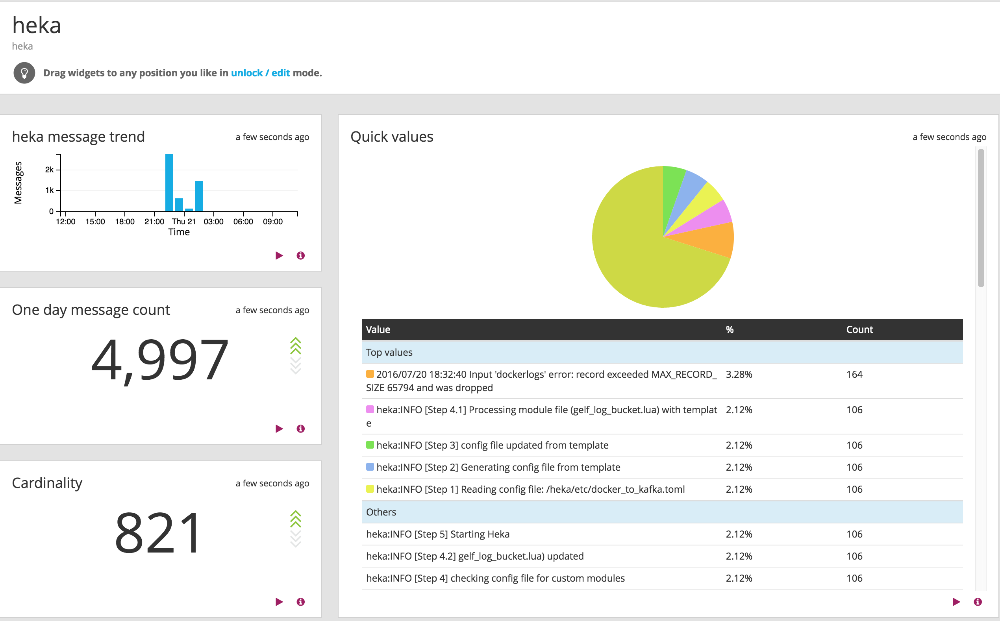 heka
heka
Drag widgets to any position you like in unlock / edit mode.
heka message trend
a few seconds ago
Messages
2k
1k
0
12:00 15:00 18:00 21:00 Thu 21 03:00 06:00 09:00
Time
One day message count
a few seconds ago
4,997
Cardinality
a few seconds ago
821
Quick values
a few seconds ago
Value % Count
Top values
2016/07/20 18:32:40 Input 'dockerlogs' error: record exceeded MAX_RECORD_ 3.28% 164
SIZE 65794 and was dropped
heka:INFO [Step 4.1] Processing module file (gelf_log_bucket.lua) with templat 2.12% 106
e
heka:INFO [Step 3] config file updated from template 2.12% 106
heka:INFO [Step 2] Generating config file from template 2.12% 106
heka:INFO [Step 1] Reading config file: /heka/etc/docker_to_kafka.toml 2.12% 106
Others
heka:INFO [Step 5] Starting Heka 2.12% 106
heka:INFO [Step 4.2] gelf_log_bucket.lua) updated 2.12% 106
heka:INFO [Step 4] checking config file for custom modules 2.12% 106